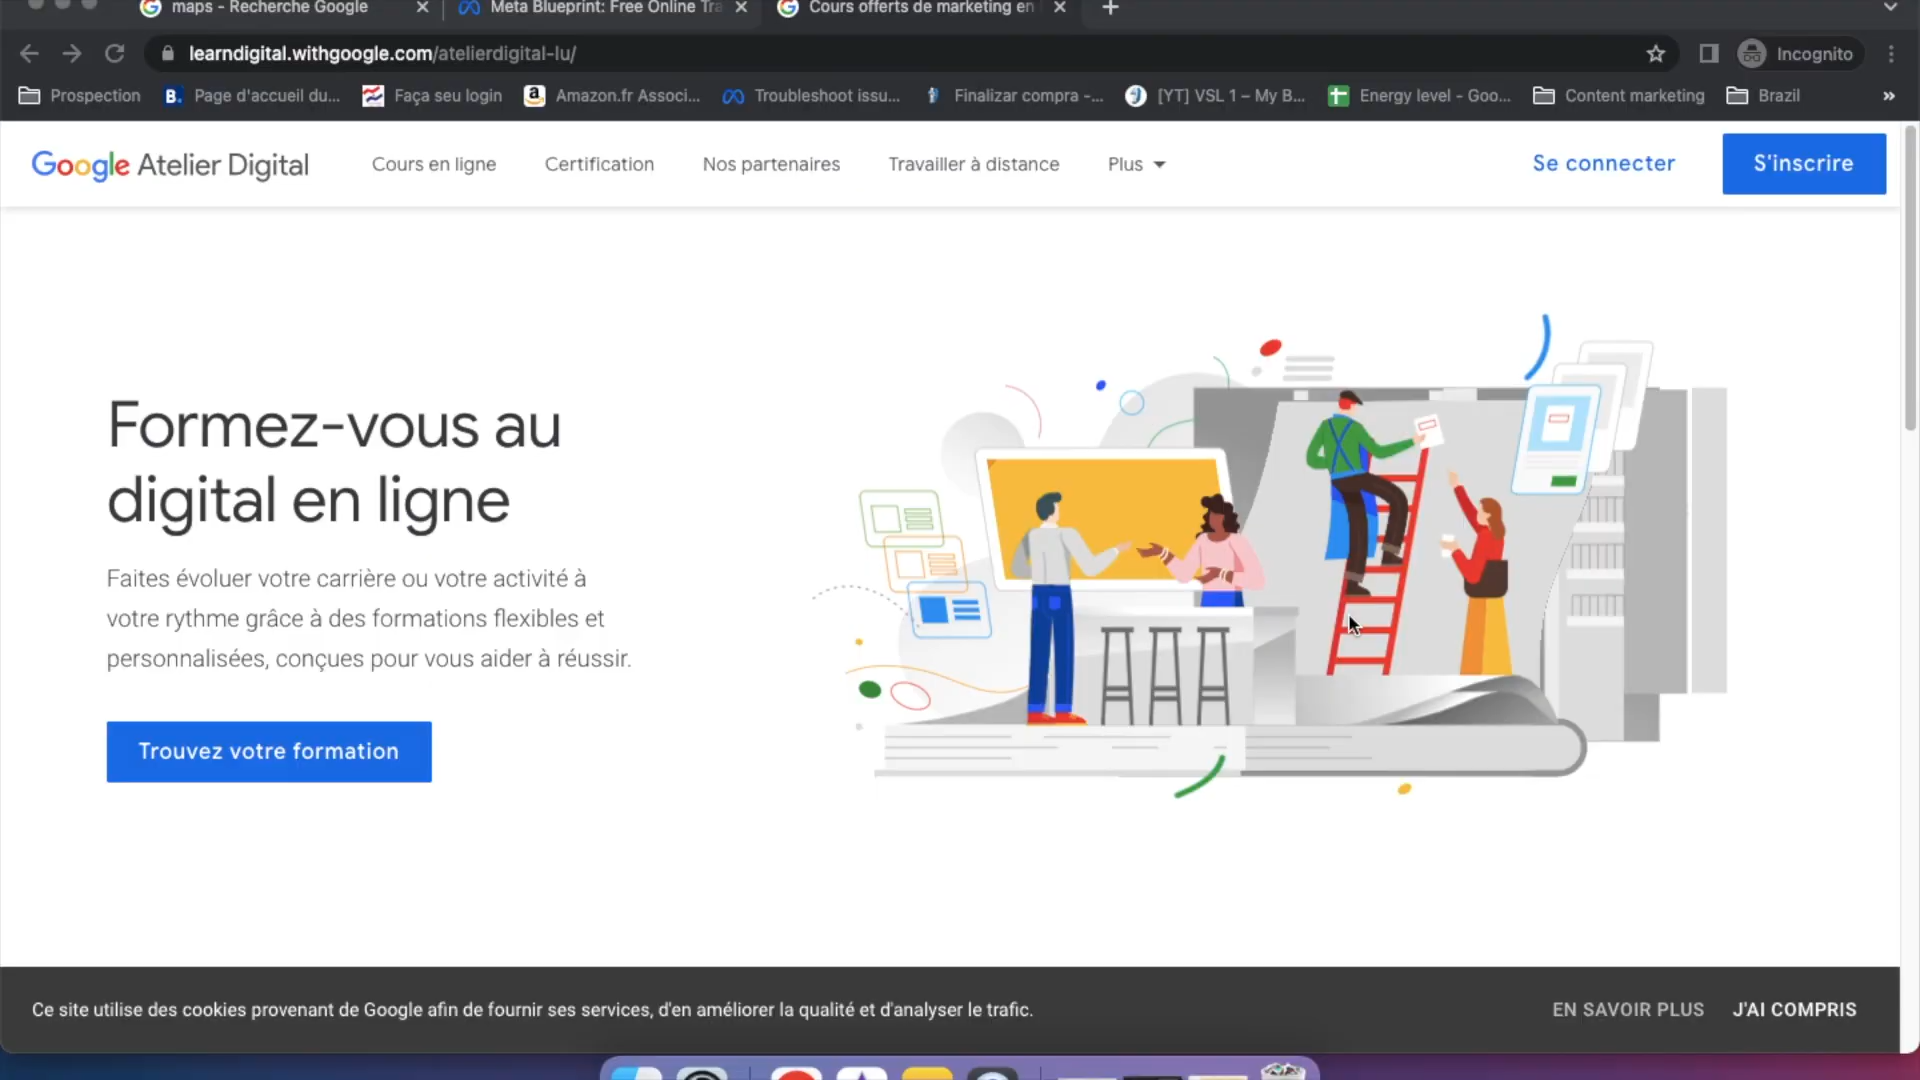 maps - Recherche Google
Meta Blueprint: Free Online Tra
Cours offerts de marketing en
learndigital.withgoogle.com/atelierdigital-lu/
Incognito
Prospection
Page d'accueil du...
Faça seu login
Amazon.fr Associ...
Troubleshoot issu...
Finalizar compra -...
[YT] VSL 1 – My B...
Energy level - Goo...
Content marketing
Brazil
Google Atelier Digital
Cours en ligne
Certification
Nos partenaires
Travailler à distance
Plus
Se connecter
S'inscrire
Formez-vous au
digital en ligne
Faites évoluer votre carrière ou votre activité à
votre rythme grâce à des formations flexibles et
personnalisées, conçues pour vous aider à réussir.
Trouvez votre formation
Ce site utilise des cookies provenant de Google afin de fournir ses services, d'en améliorer la qualité et d'analyser le trafic.
EN SAVOIR PLUS
J'AI COMPRIS